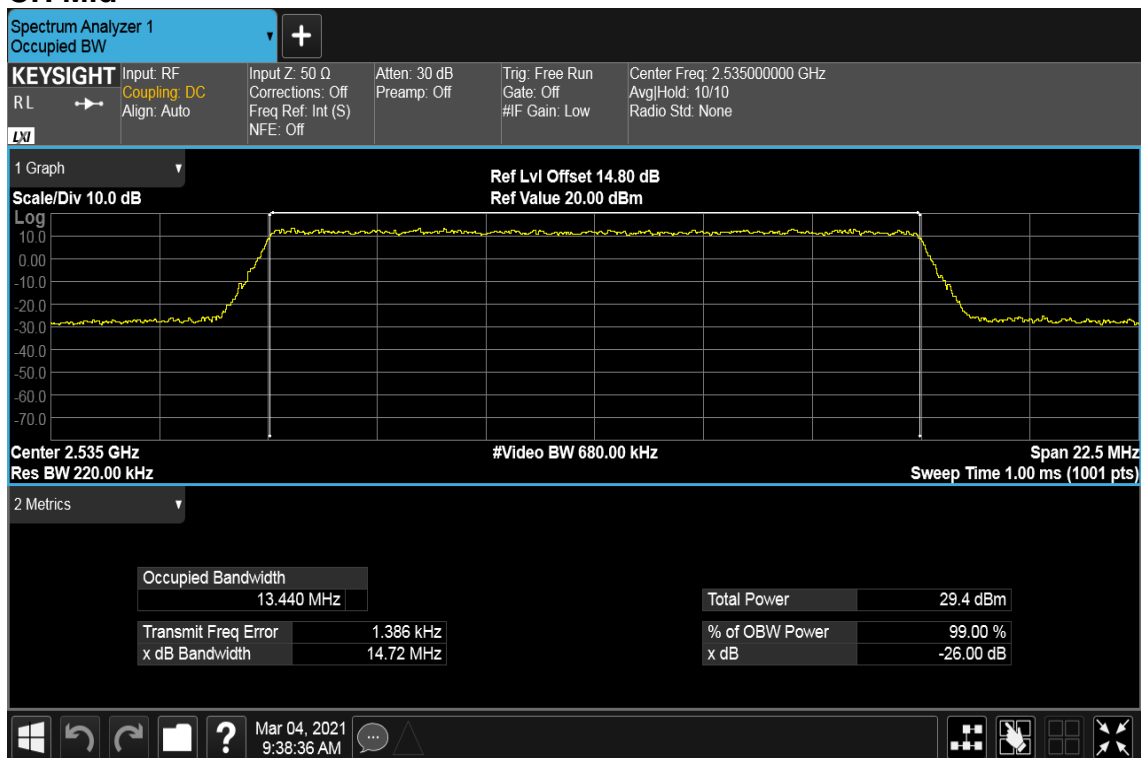 Spectrum Analyzer 1
Occupied BW
KEYSIGHT
R L
LXI
Input: RF
Coupling: DC
Align: Auto
Input Z: 50 Ω
Corrections: Off
Freq Ref: Int (S)
NFE: Off
Atten: 30 dB
Preamp: Off
Trig: Free Run
Gate: Off
#IF Gain: Low
Center Freq: 2.535000000 GHz
Avg|Hold: 10/10
Radio Std: None
1 Graph
Scale/Div 10.0 dB
Ref Lvl Offset 14.80 dB
Ref Value 20.00 dBm
Log
10.0
0.00
-10.0
-20.0
-30.0
-40.0
-50.0
-60.0
-70.0
Center 2.535 GHz
#Video BW 680.00 kHz
Span 22.5 MHz
Res BW 220.00 kHz
Sweep Time 1.00 ms (1001 pts)
2 Metrics
Occupied Bandwidth
13.440 MHz
Total Power 29.4 dBm
Transmit Freq Error 1.386 kHz
% of OBW Power 99.00 %
x dB Bandwidth 14.72 MHz
x dB -26.00 dB
?
Mar 04, 2021
9:38:36 AM